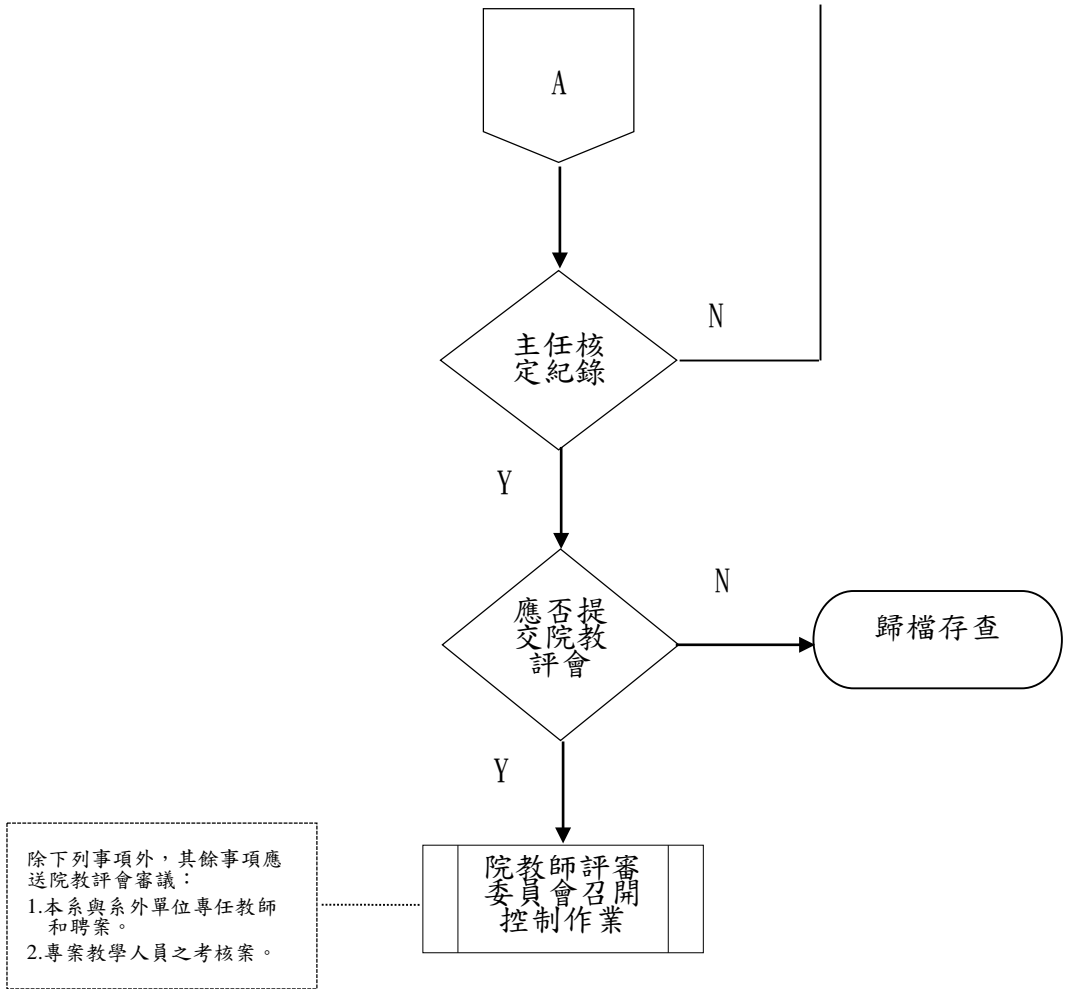 A
主任核
定紀錄
N
Y
應否提
交院教
評會
N
歸檔存查
Y
院教師評審
委員會召開
控制作業
除下列事項外，其餘事項應
送院教評會審議：
1.本系與系外單位專任教師
和聘案。
2.專案教學人員之考核案。